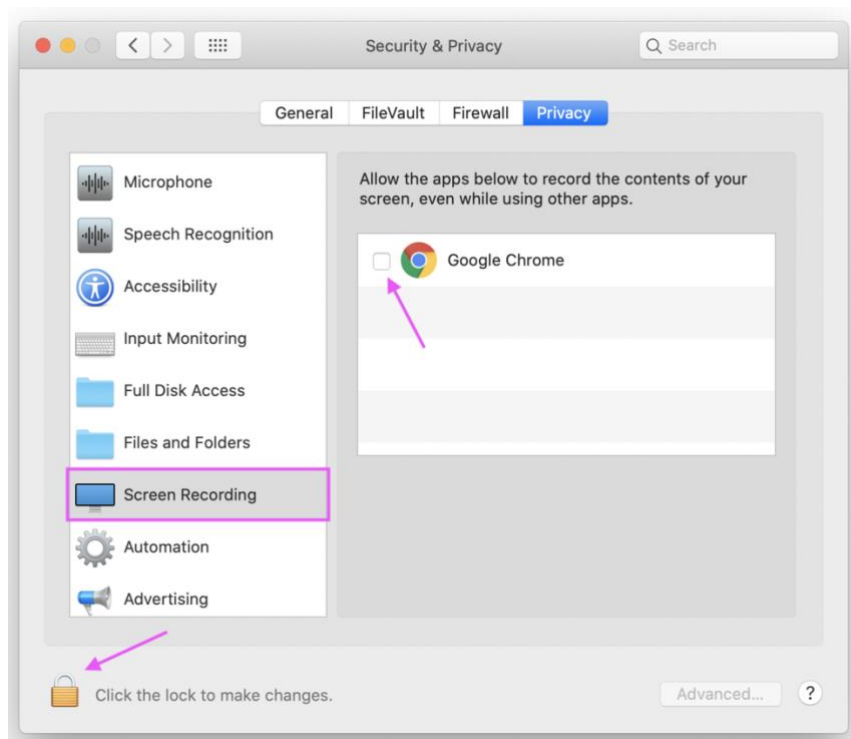 Security & Privacy
Search
General
FileVault
Firewall
Privacy
Microphone
Speech Recognition
Accessibility
Input Monitoring
Full Disk Access
Files and Folders
Screen Recording
Automation
Advertising
Allow the apps below to record the contents of your
screen, even while using other apps.
Google Chrome
Click the lock to make changes.
Advanced...
?